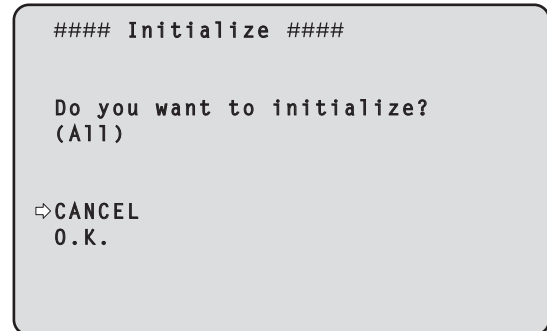 #### Initialize ####
Do you want to initialize?
(All)
⇨CANCEL
O.K.